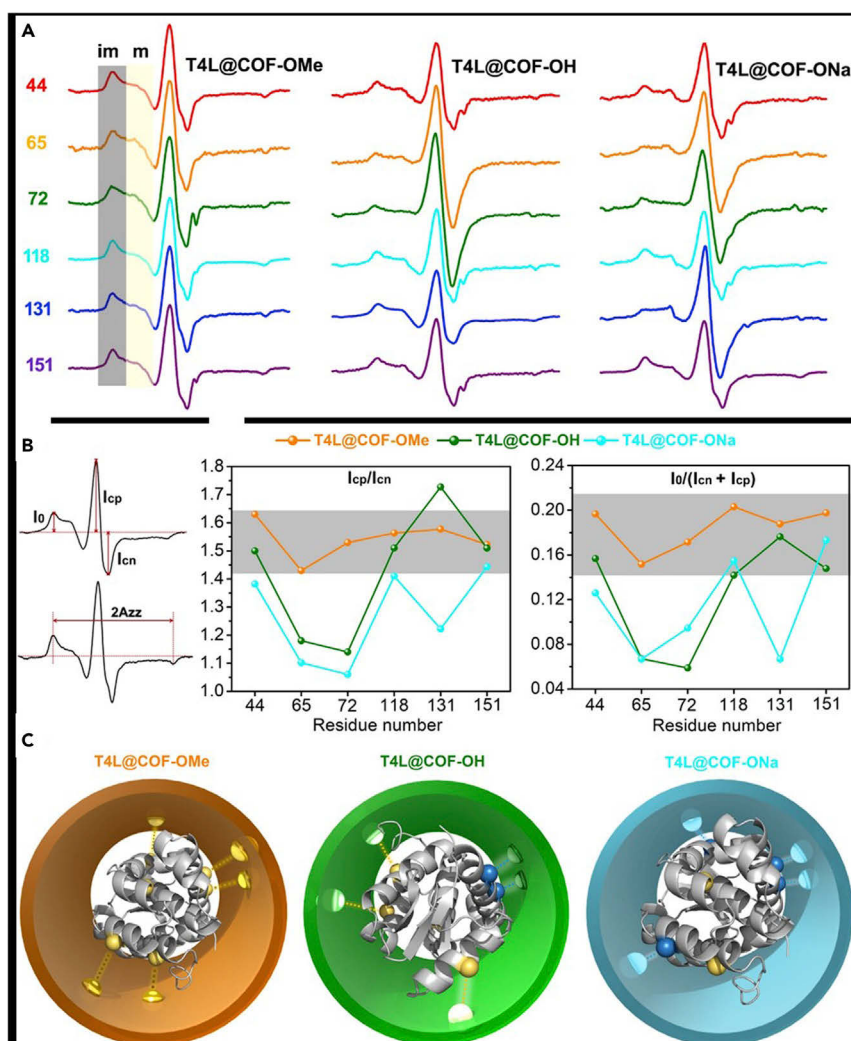 A
im m T4L@COF-OMe T4L@COF-OH T4L@COF-ONa
44
65
72
118
131
151
B
T4L@COF-OMe T4L@COF-OH T4L@COF-ONa
I0
Icp
Icn
2Azz
Icp/Icn
1.8
1.7
1.6
1.5
1.4
1.3
1.2
1.1
1.0
44 65 72 118 131 151
Residue number
I0/(Icn + Icp)
0.24
0.20
0.16
0.12
0.08
0.04
44 65 72 118 131 151
Residue number
C
T4L@COF-OMe T4L@COF-OH T4L@COF-ONa